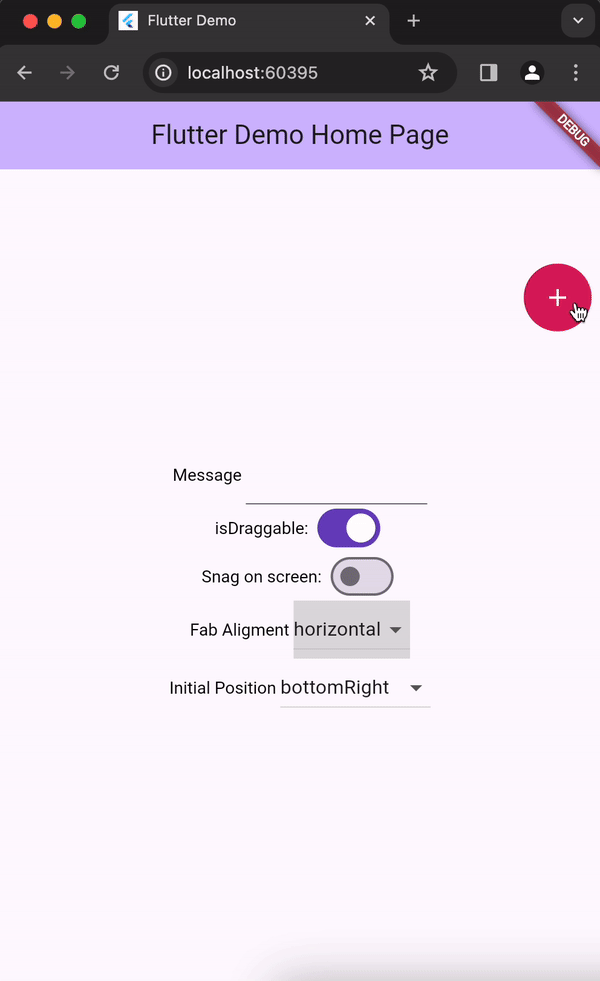 Flutter Demo
localhost:60395
Flutter Demo Home Page
DEBUG
Message
isDraggable:
Snag on screen:
Fab Aligment horizontal
Initial Position bottomRight